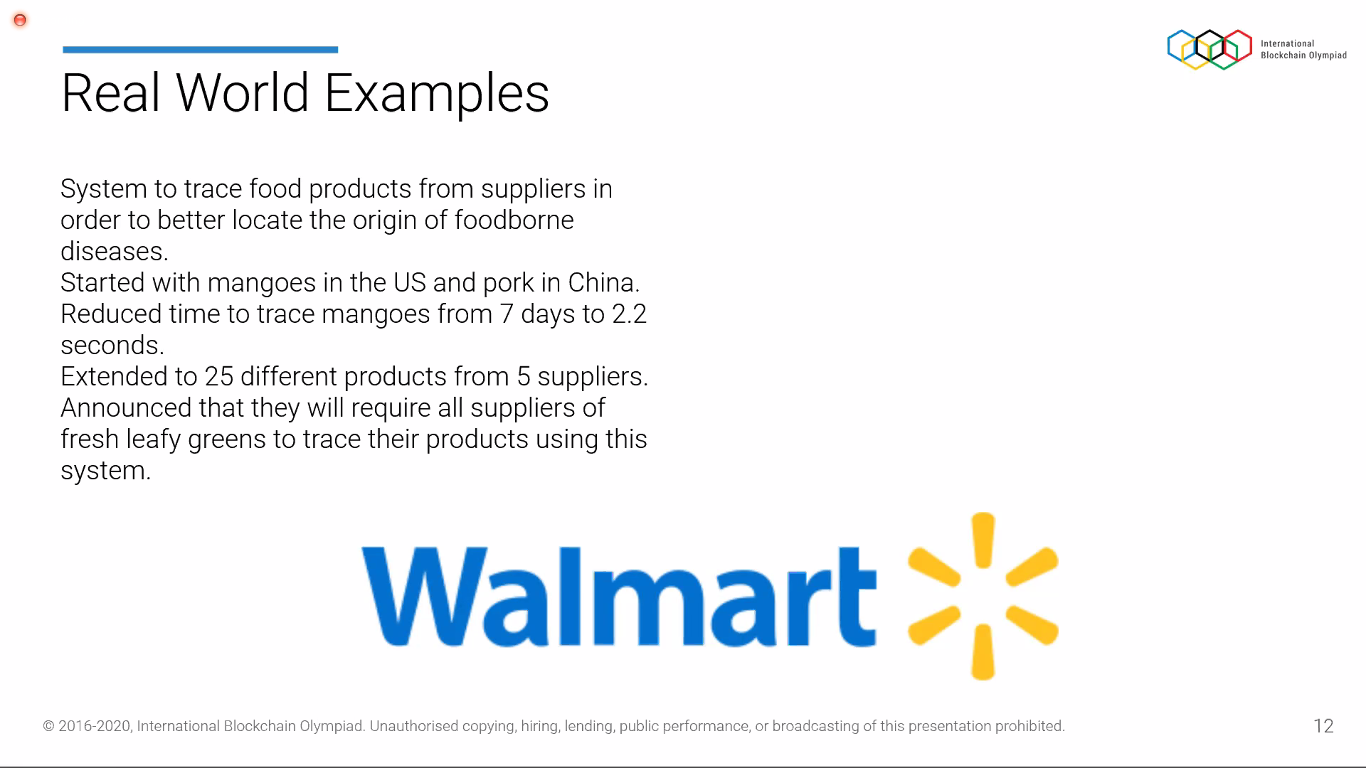 International
Blockchain Olympiad
Real World Examples
System to trace food products from suppliers in
order to better locate the origin of foodborne
diseases.
Started with mangoes in the US and pork in China.
Reduced time to trace mangoes from 7 days to 2.2
seconds.
Extended to 25 different products from 5 suppliers.
Announced that they will require all suppliers of
fresh leafy greens to trace their products using this
system.
Walmart
© 2016-2020, International Blockchain Olympiad. Unauthorised copying, hiring, lending, public performance, or broadcasting of this presentation prohibited.
12